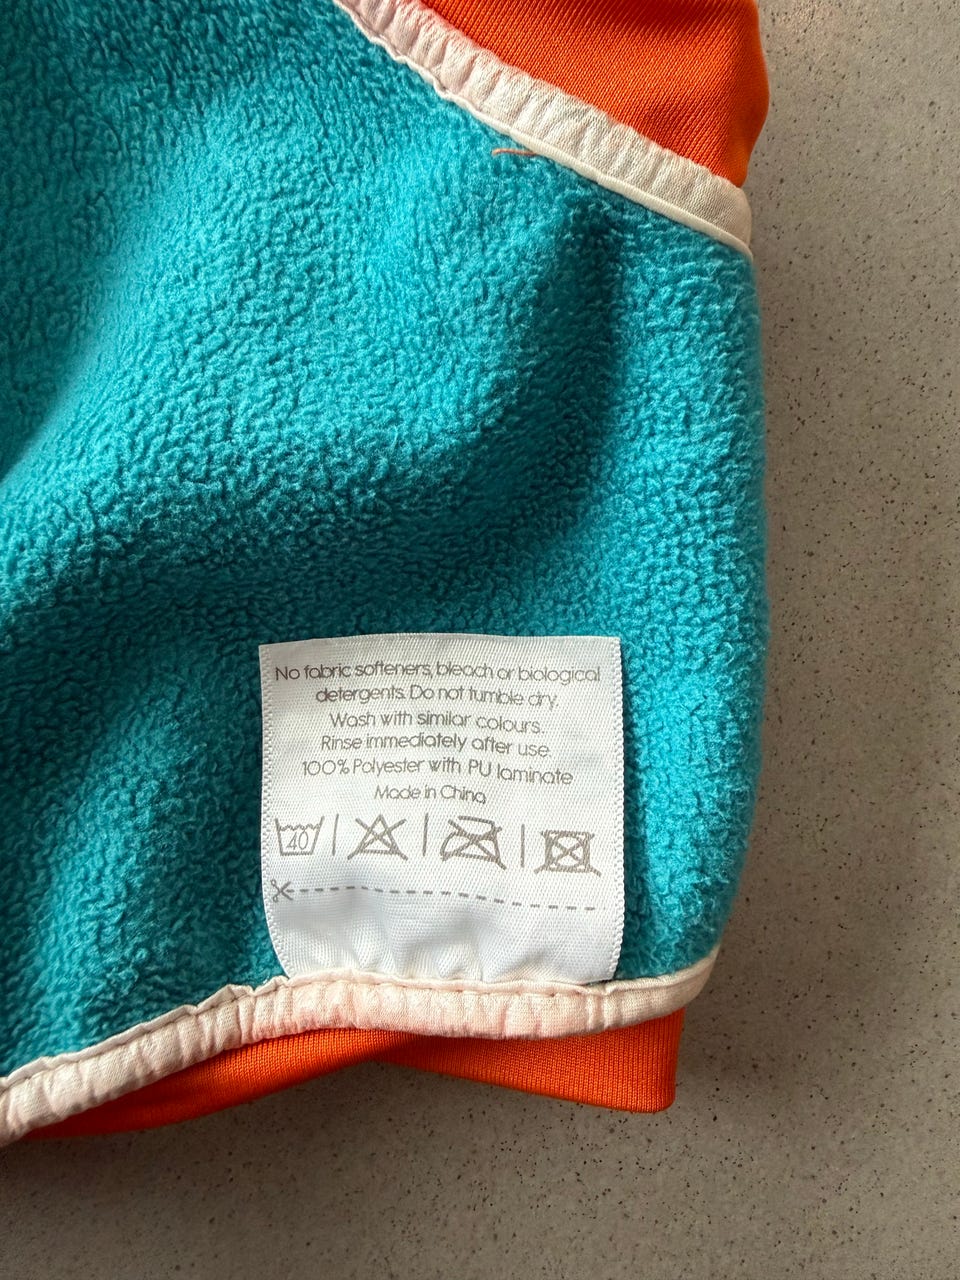 No fabric softeners, bleach or biological
detergents. Do not tumble dry.
Wash with similar colours.
Rinse immediately after use.
100% Polyester with PU laminate
Made in China
40